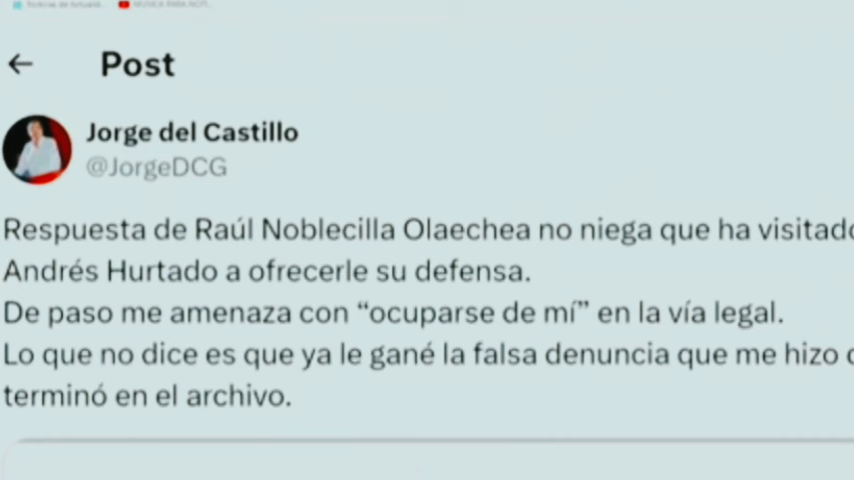 Post
Jorge del Castillo
@JorgeDCG
Respuesta de Raúl Noblecilla Olaechea no niega que ha visitado
Andrés Hurtado a ofrecerle su defensa.
De paso me amenaza con “ocuparse de mí” en la vía legal.
Lo que no dice es que ya le gané la falsa denuncia que me hizo
terminó en el archivo.